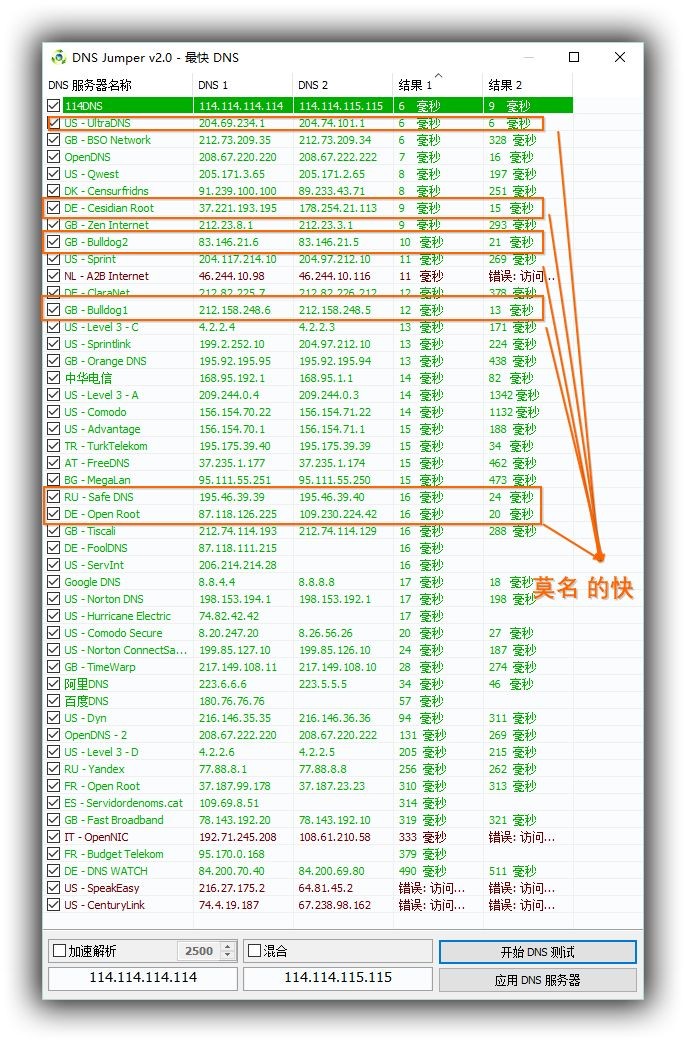 DNS Jumper v2.0 - 最快 DNS
DNS 服务器名称 DNS 1 DNS 2 结果 1 结果 2
114DNS 114.114.114.114 114.114.115.115 6 毫秒 9 毫秒
US - UltraDNS 204.69.234.1 204.74.101.1 6 毫秒 6 毫秒
GB - BSO Network 212.73.209.35 212.73.209.34 6 毫秒 328 毫秒
OpenDNS 208.67.220.220 208.67.222.222 7 毫秒 16 毫秒
US - Qwest 205.171.3.65 205.171.2.65 8 毫秒 197 毫秒
DK - Censurfridns 91.239.100.100 89.233.43.71 8 毫秒 251 毫秒
DE - Cesidian Root 37.221.193.195 178.254.21.113 9 毫秒 15 毫秒
GB - Zen Internet 212.23.8.1 212.23.3.1 9 毫秒 293 毫秒
GB - Bulldog2 83.146.21.6 83.146.21.5 10 毫秒 21 毫秒
US - Sprint 204.117.214.10 204.97.212.10 11 毫秒 269 毫秒
NL - A2B Internet 46.244.10.98 46.244.10.116 11 毫秒 错误: 访问...
DE - ClaraNet 212.82.225.7 212.82.226.212 12 毫秒 378 毫秒
GB - Bulldog1 212.158.248.6 212.158.248.5 12 毫秒 13 毫秒
US - Level 3 - C 4.2.2.4 4.2.2.3 13 毫秒 171 毫秒
US - Sprintlink 199.2.252.10 204.97.212.10 13 毫秒 224 毫秒
GB - Orange DNS 195.92.195.95 195.92.195.94 13 毫秒 438 毫秒
中华电信 168.95.192.1 168.95.1.1 14 毫秒 82 毫秒
US - Level 3 - A 209.244.0.4 209.244.0.3 14 毫秒 1342 毫秒
US - Comodo 156.154.70.22 156.154.71.22 14 毫秒 1132 毫秒
US - Advantage 156.154.70.1 156.154.71.1 15 毫秒 188 毫秒
TR - TurkTelekom 195.175.39.40 195.175.39.39 15 毫秒 34 毫秒
AT - FreeDNS 37.235.1.177 37.235.1.174 15 毫秒 462 毫秒
BG - MegaLan 95.111.55.251 95.111.55.250 15 毫秒 473 毫秒
RU - Safe DNS 195.46.39.39 195.46.39.40 16 毫秒 24 毫秒
DE - Open Root 87.118.126.225 109.230.224.42 16 毫秒 20 毫秒
GB - Tiscali 212.74.114.193 212.74.114.129 16 毫秒 288 毫秒
DE - FoolDNS 87.118.111.215 16 毫秒
US - ServInt 206.214.214.28 16 毫秒
Google DNS 8.8.4.4 8.8.8.8 17 毫秒 18 毫秒
莫名 的快
US - Norton DNS 198.153.194.1 198.153.192.1 17 毫秒 198 毫秒
US - Hurricane Electric 74.82.42.42 17 毫秒
US - Comodo Secure 8.20.247.20 8.26.56.26 20 毫秒 27 毫秒
US - Norton ConnectSa... 199.85.127.10 199.85.126.10 24 毫秒 187 毫秒
GB - TimeWarp 217.149.108.11 217.149.108.10 28 毫秒 274 毫秒
阿里DNS 223.6.6.6 223.5.5.5 34 毫秒 46 毫秒
百度DNS 180.76.76.76 57 毫秒
US - Dyn 216.146.35.35 216.146.36.36 94 毫秒 311 毫秒
OpenDNS - 2 208.67.222.220 208.67.220.222 131 毫秒 269 毫秒
US - Level 3 - D 4.2.2.6 4.2.2.5 205 毫秒 215 毫秒
RU - Yandex 77.88.8.1 77.88.8.8 256 毫秒 262 毫秒
FR - Open Root 37.187.99.178 37.187.23.23 310 毫秒 313 毫秒
ES - Servidordenoms.cat 109.69.8.51 314 毫秒
GB - Fast Broadband 78.143.192.20 78.143.192.10 319 毫秒 321 毫秒
IT - OpenNIC 192.71.245.208 108.61.210.58 333 毫秒 错误: 访问...
FR - Budget Telekom 95.170.0.168 379 毫秒
DE - DNS WATCH 84.200.70.40 84.200.69.80 490 毫秒 511 毫秒
US - SpeakEasy 216.27.175.2 64.81.45.2 错误: 访问... 错误: 访问...
US - CenturyLink 74.4.19.187 67.238.98.162 错误: 访问... 错误: 访问...
加速解析 2500 混合 开始 DNS 测试
114.114.114.114 114.114.115.115 应用 DNS 服务器